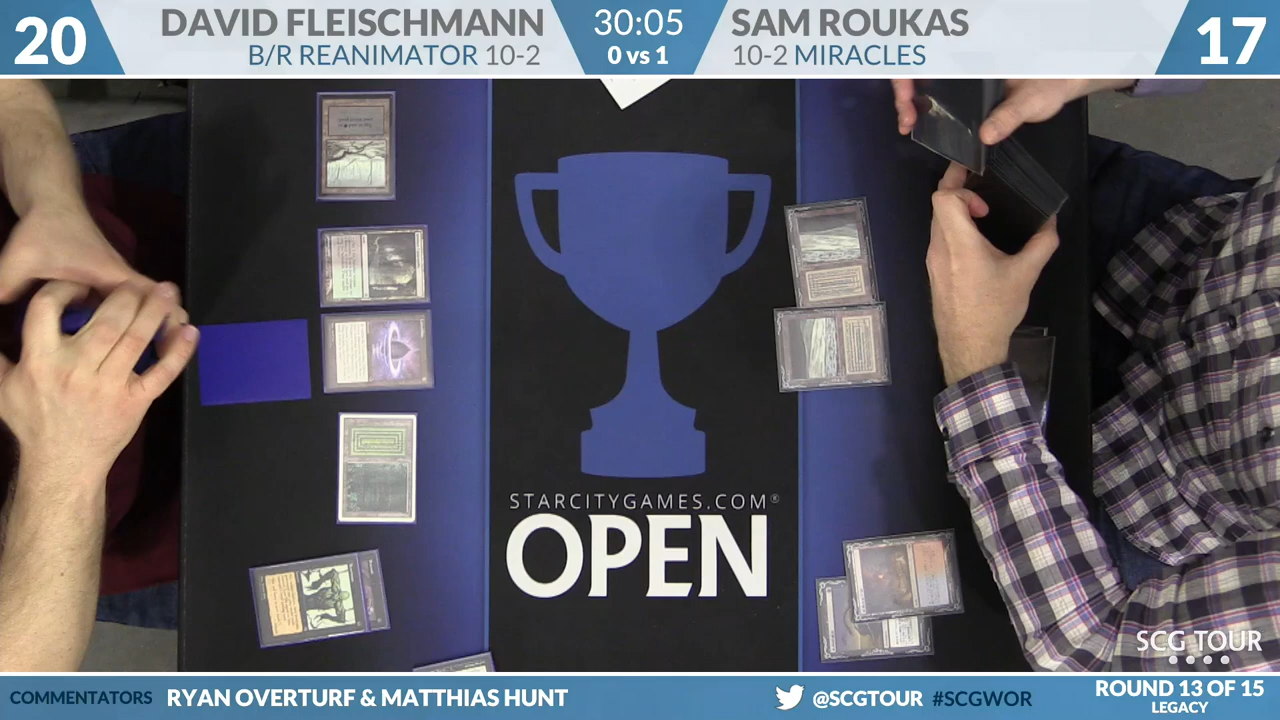 20
DAVID FLEISCHMANN
B/R REANIMATOR 10-2
30:05
0 vs 1
SAM ROUKAS
10-2 MIRACLES
17
STARCITYGAMES.COM®
OPEN
SCG TOUR
COMMENTATORS RYAN OVERTURF & MATTHIAS HUNT
@SCGTOUR #SCGWOR
ROUND 13 OF 15
LEGACY